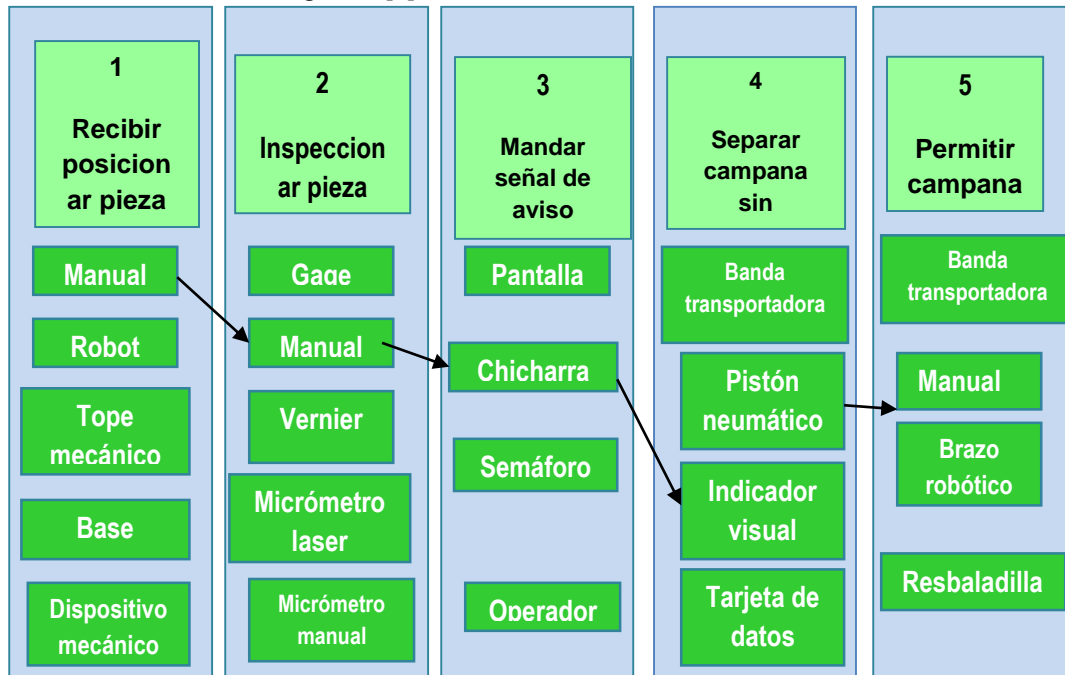 1
Recibir
posicion
ar pieza
Manual
Robot
Tope
mecánico
Base
Dispositivo
mecánico
2
Inspeccion
ar pieza
Gage
Manual
Vernier
Micrómetro
laser
Micrómetro
manual
3
Mandar
señal de
aviso
Pantalla
Chicharra
Semáforo
Operador
4
Separar
campana
sin
Banda
transportadora
Pistón
neumático
Indicador
visual
Tarjeta de
datos
5
Permitir
campana
Banda
transportadora
Manual
Brazo
robótico
Resbaladilla